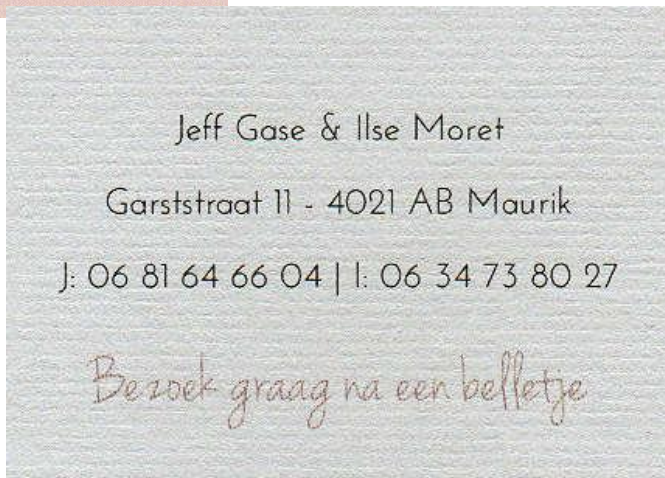 Jeff Gase & Ilse Moret
Garststraat 11 - 4021 AB Maurik
J: 06 81 64 66 04 | I: 06 34 73 80 27
Bezoek graag na een belletje